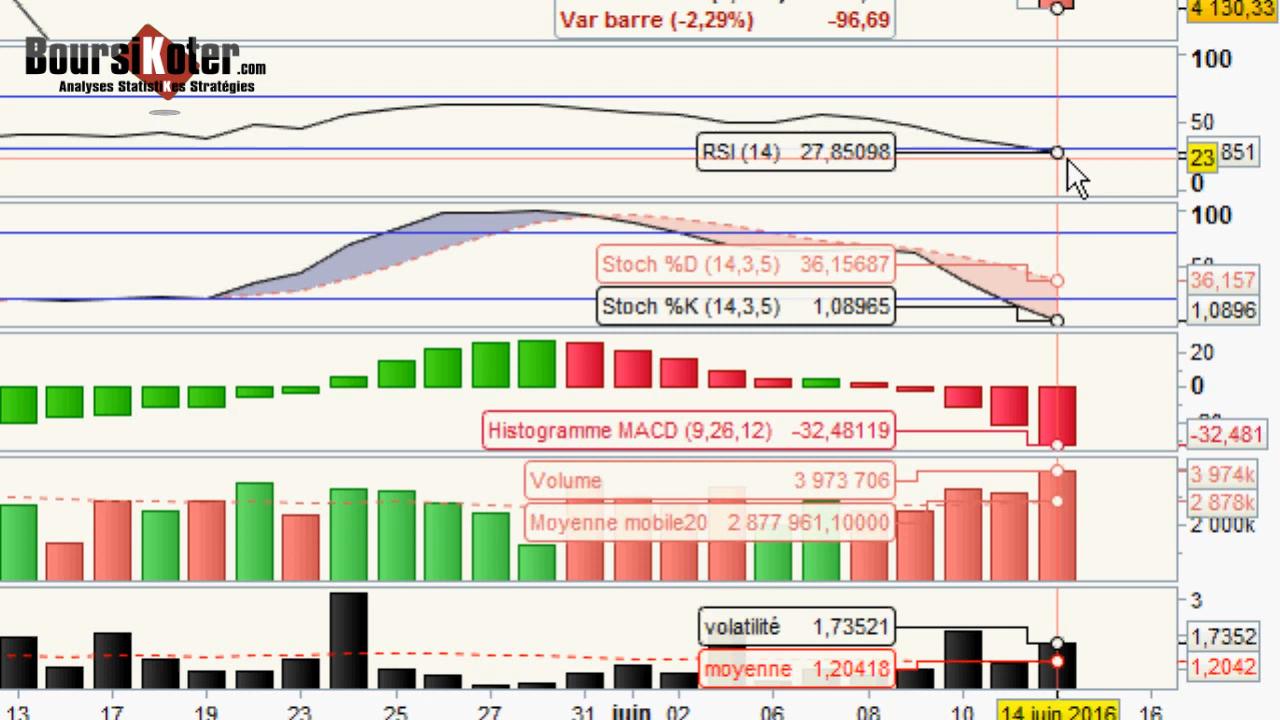 Var barre (-2,29%) -96,69
4 130,33
BoursiKoter.com
Analyses StatistiKes Stratégies
100
50
RSI (14) 27,85098
23
851
0
100
Stoch %D (14,3,5) 36,15687
36,157
Stoch %K (14,3,5) 1,08965
1,0896
20
0
Histogramme MACD (9,26,12) -32,48119
-32,481
Volume 3 973 706
3 974k
2 878k
Moyenne mobile20 2 877 961,10000
2 000k
3
volatilité 1,73521
1,7352
moyenne 1,20418
1,2042
13 17 19 23 25 27 31 juin 02 06 08 10 14 juin 2016 16